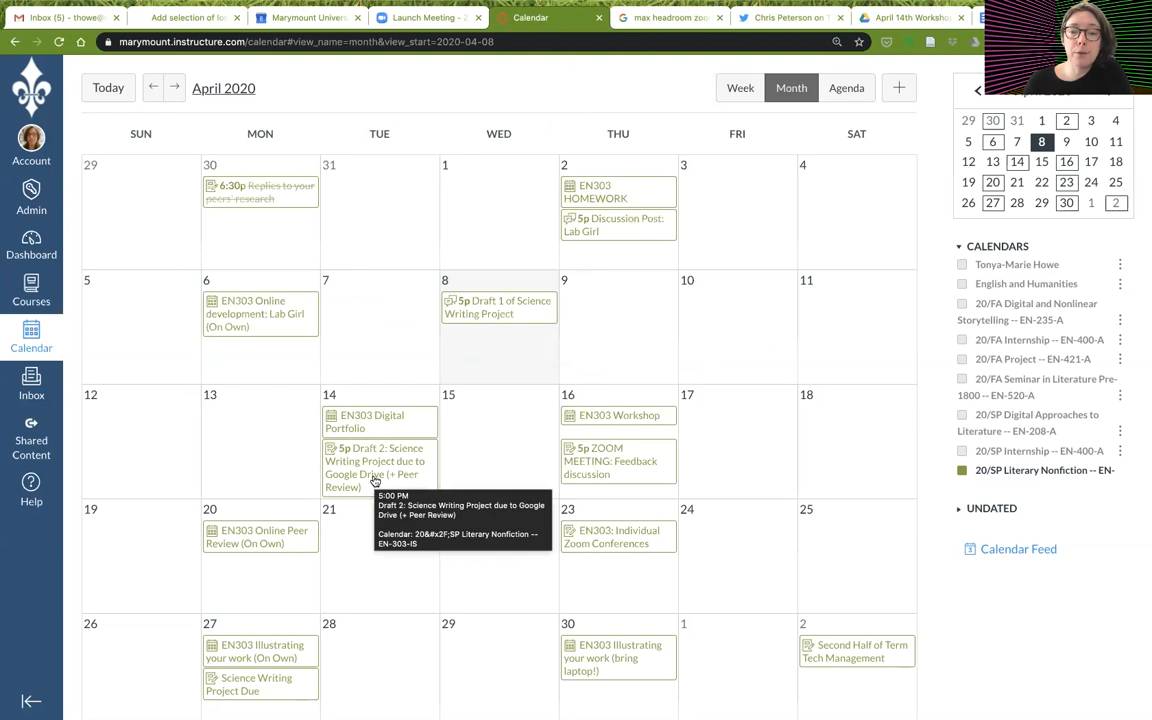 Inbox (5) - thowe@
Add selection of lo
Marymount Univers
Launch Meeting - Z
Calendar
max headroom zoo
Chris Peterson on T
April 14th Worksho
marymount.instructure.com/calendar#view_name=month&view_start=2020-04-08
Account
Admin
Dashboard
Courses
Calendar
Inbox
Shared
Content
Help
Today
April 2020
Week
Month
Agenda
SUN MON TUE WED THU FRI SAT
29 30 31 1 2 3 4
6:30p Replies to your
peers' research
EN303
HOMEWORK
5p Discussion Post:
Lab Girl
5 6 7 8 9 10 11
EN303 Online
development: Lab Girl
(On Own)
5p Draft 1 of Science
Writing Project
12 13 14 15 16 17 18
EN303 Digital
Portfolio
5p Draft 2: Science
Writing Project due to
Google Drive (+ Peer
Review)
EN303 Workshop
5p ZOOM
MEETING: Feedback
discussion
5:00 PM
Draft 2: Science Writing Project due to Google
Drive (+ Peer Review)
Calendar: 20&#x2F;SP Literary Nonfiction --
EN-303-IS
19 20 21 23 24 25
EN303 Online Peer
Review (On Own)
EN303: Individual
Zoom Conferences
26 27 28 29 30 1 2
EN303 Illustrating
your work (On Own)
Science Writing
Project Due
EN303 Illustrating
your work (bring
laptop!)
Second Half of Term
Tech Management
29 30 31 1 2 3 4
5 6 7 8 9 10 11
12 13 14 15 16 17 18
19 20 21 22 23 24 25
26 27 28 29 30 1 2
CALENDARS
Tonya-Marie Howe
English and Humanities
20/FA Digital and Nonlinear
Storytelling -- EN-235-A
20/FA Internship -- EN-400-A
20/FA Project -- EN-421-A
20/FA Seminar in Literature Pre-
1800 -- EN-520-A
20/SP Digital Approaches to
Literature -- EN-208-A
20/SP Internship -- EN-400-A
20/SP Literary Nonfiction -- EN-
UNDATED
Calendar Feed